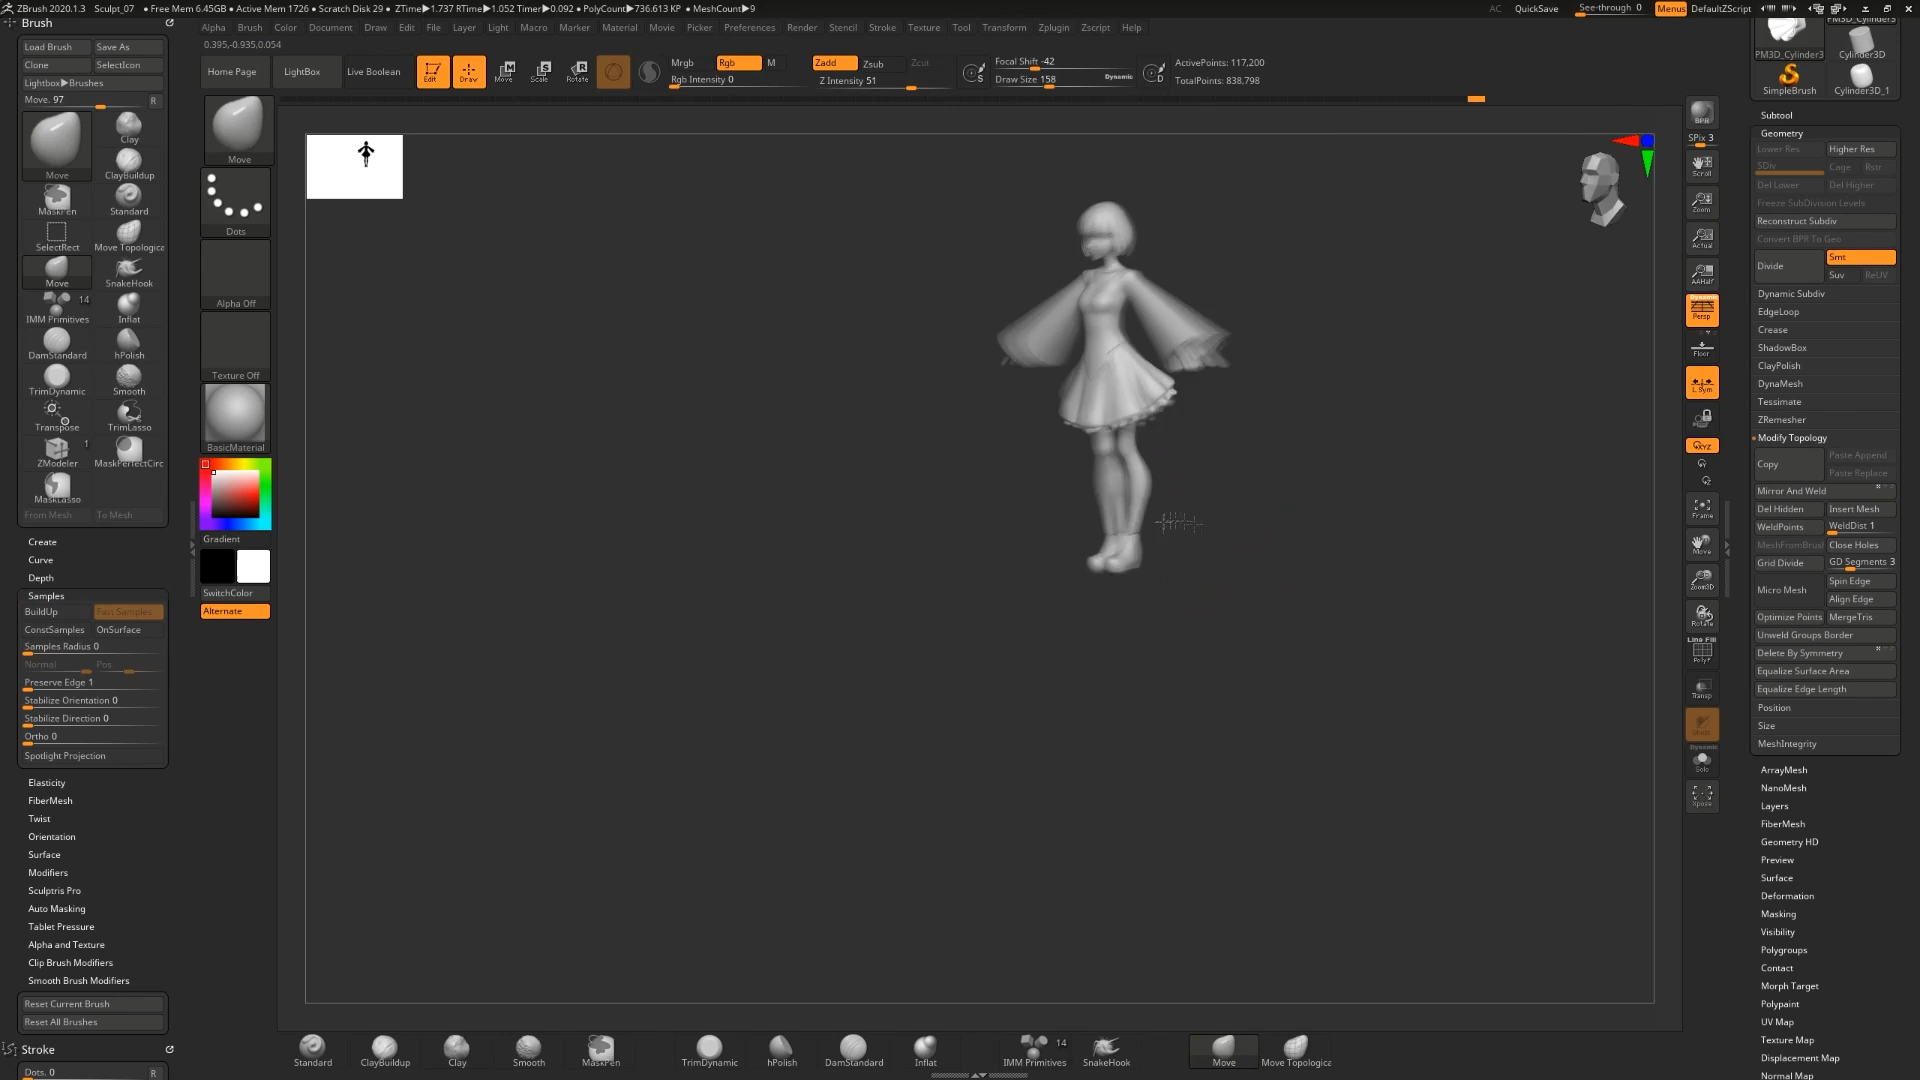 ZBrush 2020.1.3 Sculpt_07 ● Free Mem 6.45GB ● Active Mem 1726 ● Scratch Disk 29 ● ZTime▶1.737 RTime▶1.052 Timer▶0.092 ● PolyCount▶736.613 KP ● MeshCount▶9
AC QuickSave See-through 0 Menus DefaultZScript
Brush
Alpha Brush Color Document Draw Edit File Layer Light Macro Marker Material Movie Picker Preferences Render Stencil Stroke Texture Tool Transform Zplugin Zscript Help
0.395,-0.935,0.054
Load Brush Save As
Clone SelectIcon
Lightbox▶Brushes
Move. 97 R
Move Clay
ClayBuildup
MaskPen Standard
SelectRect Move Topologica
Move SnakeHook
14
IMM Primitives Inflat
DamStandard hPolish
TrimDynamic Smooth
Transpose TrimLasso
1
ZModeler MaskPerfectCirc
MaskLasso
From Mesh To Mesh
Create
Curve
Depth
Samples
BuildUp Fast Samples
ConstSamples OnSurface
Samples Radius 0
Normal Pos
Preserve Edge 1
Stabilize Orientation 0
Stabilize Direction 0
Ortho 0
Spotlight Projection
Elasticity
FiberMesh
Twist
Orientation
Surface
Modifiers
Sculptris Pro
Auto Masking
Tablet Pressure
Alpha and Texture
Clip Brush Modifiers
Smooth Brush Modifiers
Reset Current Brush
Reset All Brushes
Stroke
Dots. 0 R
Home Page LightBox Live Boolean
Edit Draw Move Scale Rotate
Mrgb Rgb M
Rgb Intensity 0
Zadd Zsub Zcut
Z Intensity 51
S
Focal Shift -42
Draw Size 158 Dynamic
D
ActivePoints: 117,200
TotalPoints: 838,798
Move
Dots
Alpha Off
Texture Off
BasicMaterial
Gradient
SwitchColor
Alternate
BPR
SPix 3
Scroll
Zoom
Actual
AAHalf
Dynamic
Persp
Floor
L.Sym
XYZ
Y
Z
Frame
Move
Zoom3D
Rotate
Line Fill
PolyF
Transp
Dynamic
Solo
Xpose
PM3D_Cylinder3
PM3D_Cylinder3 Cylinder3D
SimpleBrush Cylinder3D_1
Subtool
Geometry
Lower Res Higher Res
SDiv Cage Rstr
Del Lower Del Higher
Freeze SubDivision Levels
Reconstruct Subdiv
Convert BPR To Geo
Divide Smt
Suv ReUV
Dynamic Subdiv
EdgeLoop
Crease
ShadowBox
ClayPolish
DynaMesh
Tessimate
ZRemesher
Modify Topology
Copy Paste Append
Paste Replace
Mirror And Weld
Del Hidden Insert Mesh
WeldPoints WeldDist 1
MeshFromBrush Close Holes
Grid Divide GD Segments 3
Micro Mesh Spin Edge
Align Edge
Optimize Points MergeTris
Unweld Groups Border
Delete By Symmetry
Equalize Surface Area
Equalize Edge Length
Position
Size
MeshIntegrity
ArrayMesh
NanoMesh
Layers
FiberMesh
Geometry HD
Preview
Surface
Deformation
Masking
Visibility
Polygroups
Contact
Morph Target
Polypaint
UV Map
Texture Map
Displacement Map
Normal Map
Standard ClayBuildup Clay Smooth MaskPen TrimDynamic hPolish DamStandard Inflat IMM Primitives 14 SnakeHook Move Move Topologica